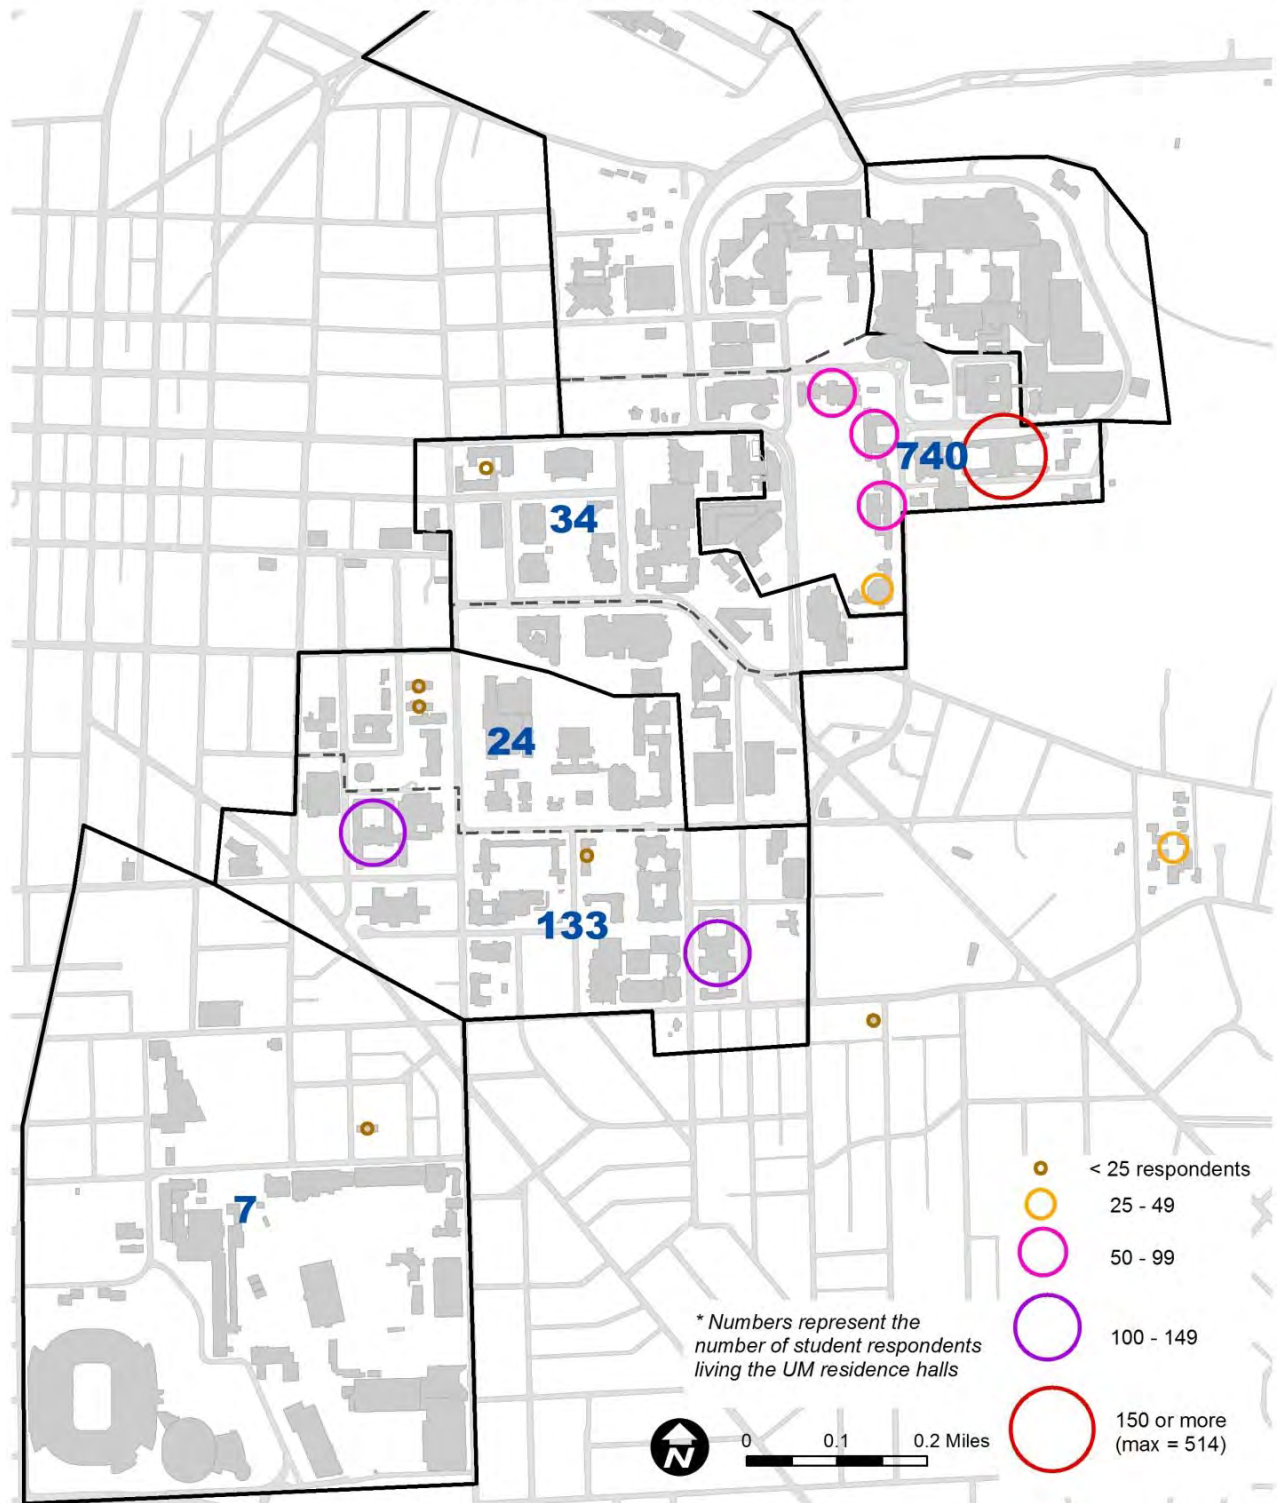 740
34
24
133
7
< 25 respondents
25 - 49
50 - 99
100 - 149
150 or more
(max = 514)
* Numbers represent the
number of student respondents
living the UM residence halls
N
0 0.1 0.2 Miles